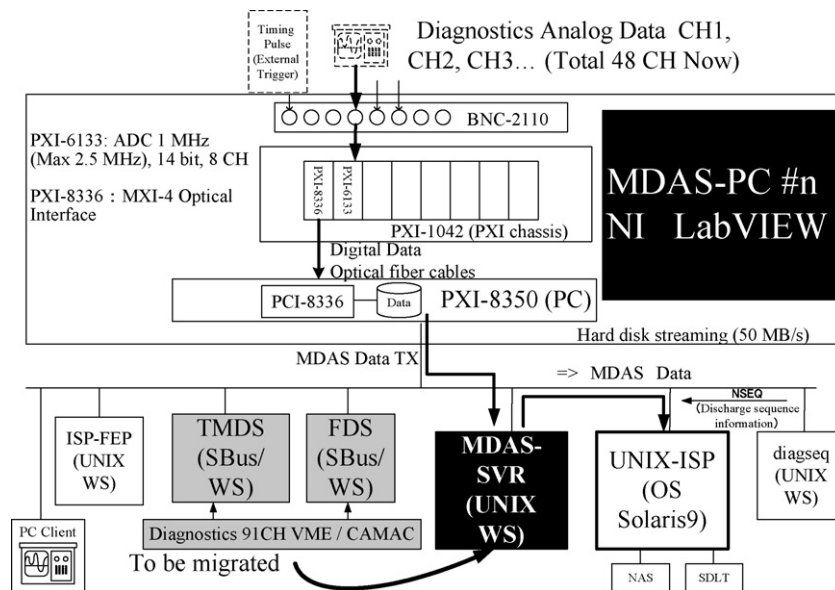 Timing
Pulse
(External
Trigger)
Diagnostics Analog Data CH1,
CH2, CH3... (Total 48 CH Now)
BNC-2110
PXI-6133: ADC 1 MHz
(Max 2.5 MHz), 14 bit, 8 CH
PXI-8336 : MXI-4 Optical
Interface
PXI-8336
PXI-6133
PXI-1042 (PXI chassis)
MDAS-PC #n
NI LabVIEW
Digital Data
Optical fiber cables
PCI-8336
Data
PXI-8350 (PC)
Hard disk streaming (50 MB/s)
MDAS Data TX
=> MDAS Data
NSEQ
(Discharge sequence
information)
ISP-FEP
(UNIX
WS)
TMDS
(SBus/
WS)
FDS
(SBus/
WS)
MDAS-
SVR
(UNIX
WS)
UNIX-ISP
(OS
Solaris9)
diagseq
(UNIX
WS)
PC Client
Diagnostics 91CH VME / CAMAC
To be migrated
NAS
SDLT